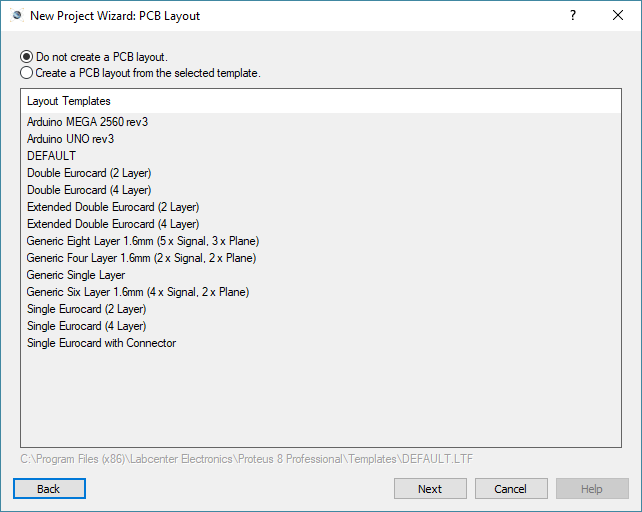 New Project Wizard: PCB Layout
?
Do not create a PCB layout.
Create a PCB layout from the selected template.
Layout Templates
Arduino MEGA 2560 rev3
Arduino UNO rev3
DEFAULT
Double Eurocard (2 Layer)
Double Eurocard (4 Layer)
Extended Double Eurocard (2 Layer)
Extended Double Eurocard (4 Layer)
Generic Eight Layer 1.6mm (5 x Signal, 3 x Plane)
Generic Four Layer 1.6mm (2 x Signal, 2 x Plane)
Generic Single Layer
Generic Six Layer 1.6mm (4 x Signal, 2 x Plane)
Single Eurocard (2 Layer)
Single Eurocard (4 Layer)
Single Eurocard with Connector
C:\Program Files (x86)\Labcenter Electronics\Proteus 8 Professional\Templates\DEFAULT.LTF
Back Next Cancel Help